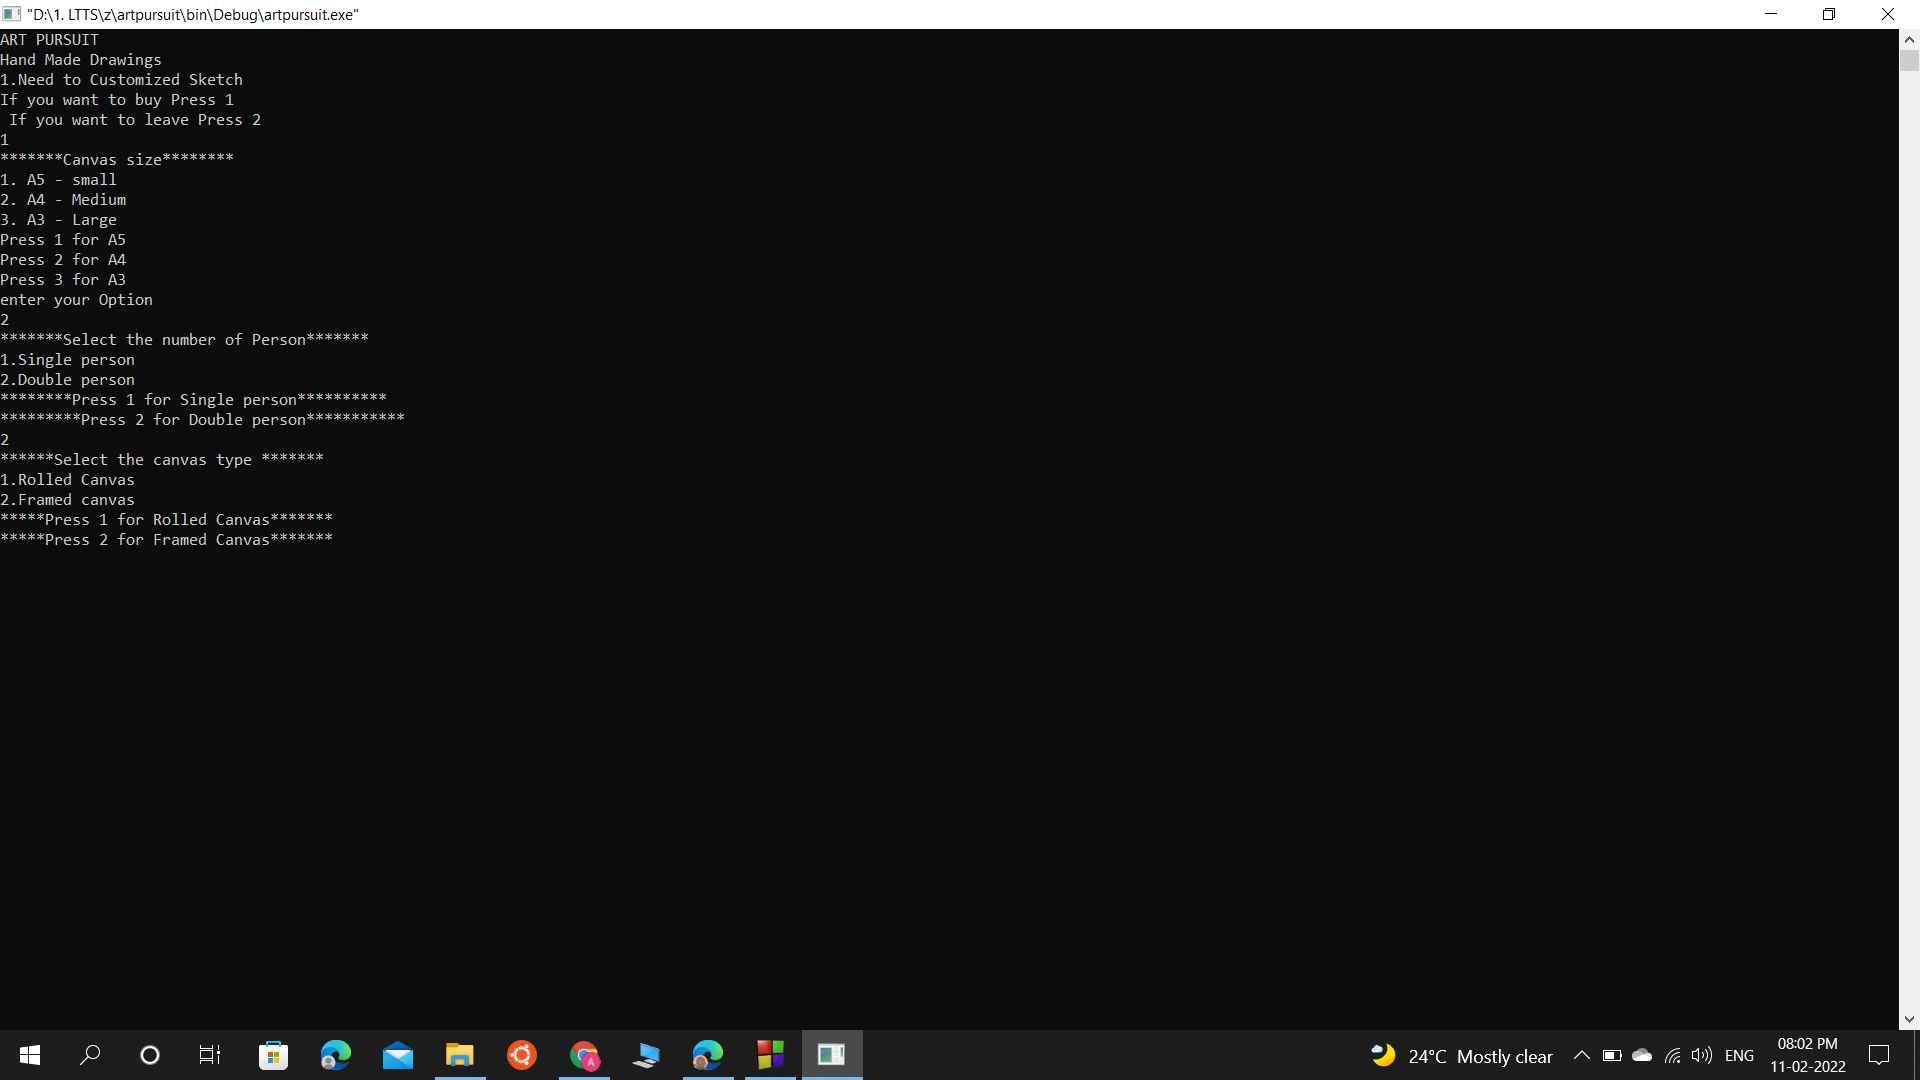 "D:\1. LTTS\z\artpursuit\bin\Debug\artpursuit.exe"
ART PURSUIT
Hand Made Drawings
1.Need to Customized Sketch
If you want to buy Press 1
 If you want to leave Press 2
1
*******Canvas size********
1. A5 - small
2. A4 - Medium
3. A3 - Large
Press 1 for A5
Press 2 for A4
Press 3 for A3
enter your Option
2
*******Select the number of Person*******
1.Single person
2.Double person
********Press 1 for Single person**********
*********Press 2 for Double person***********
2
******Select the canvas type *******
1.Rolled Canvas
2.Framed canvas
*****Press 1 for Rolled Canvas*******
*****Press 2 for Framed Canvas*******
A
24°C Mostly clear
ENG
08:02 PM
11-02-2022